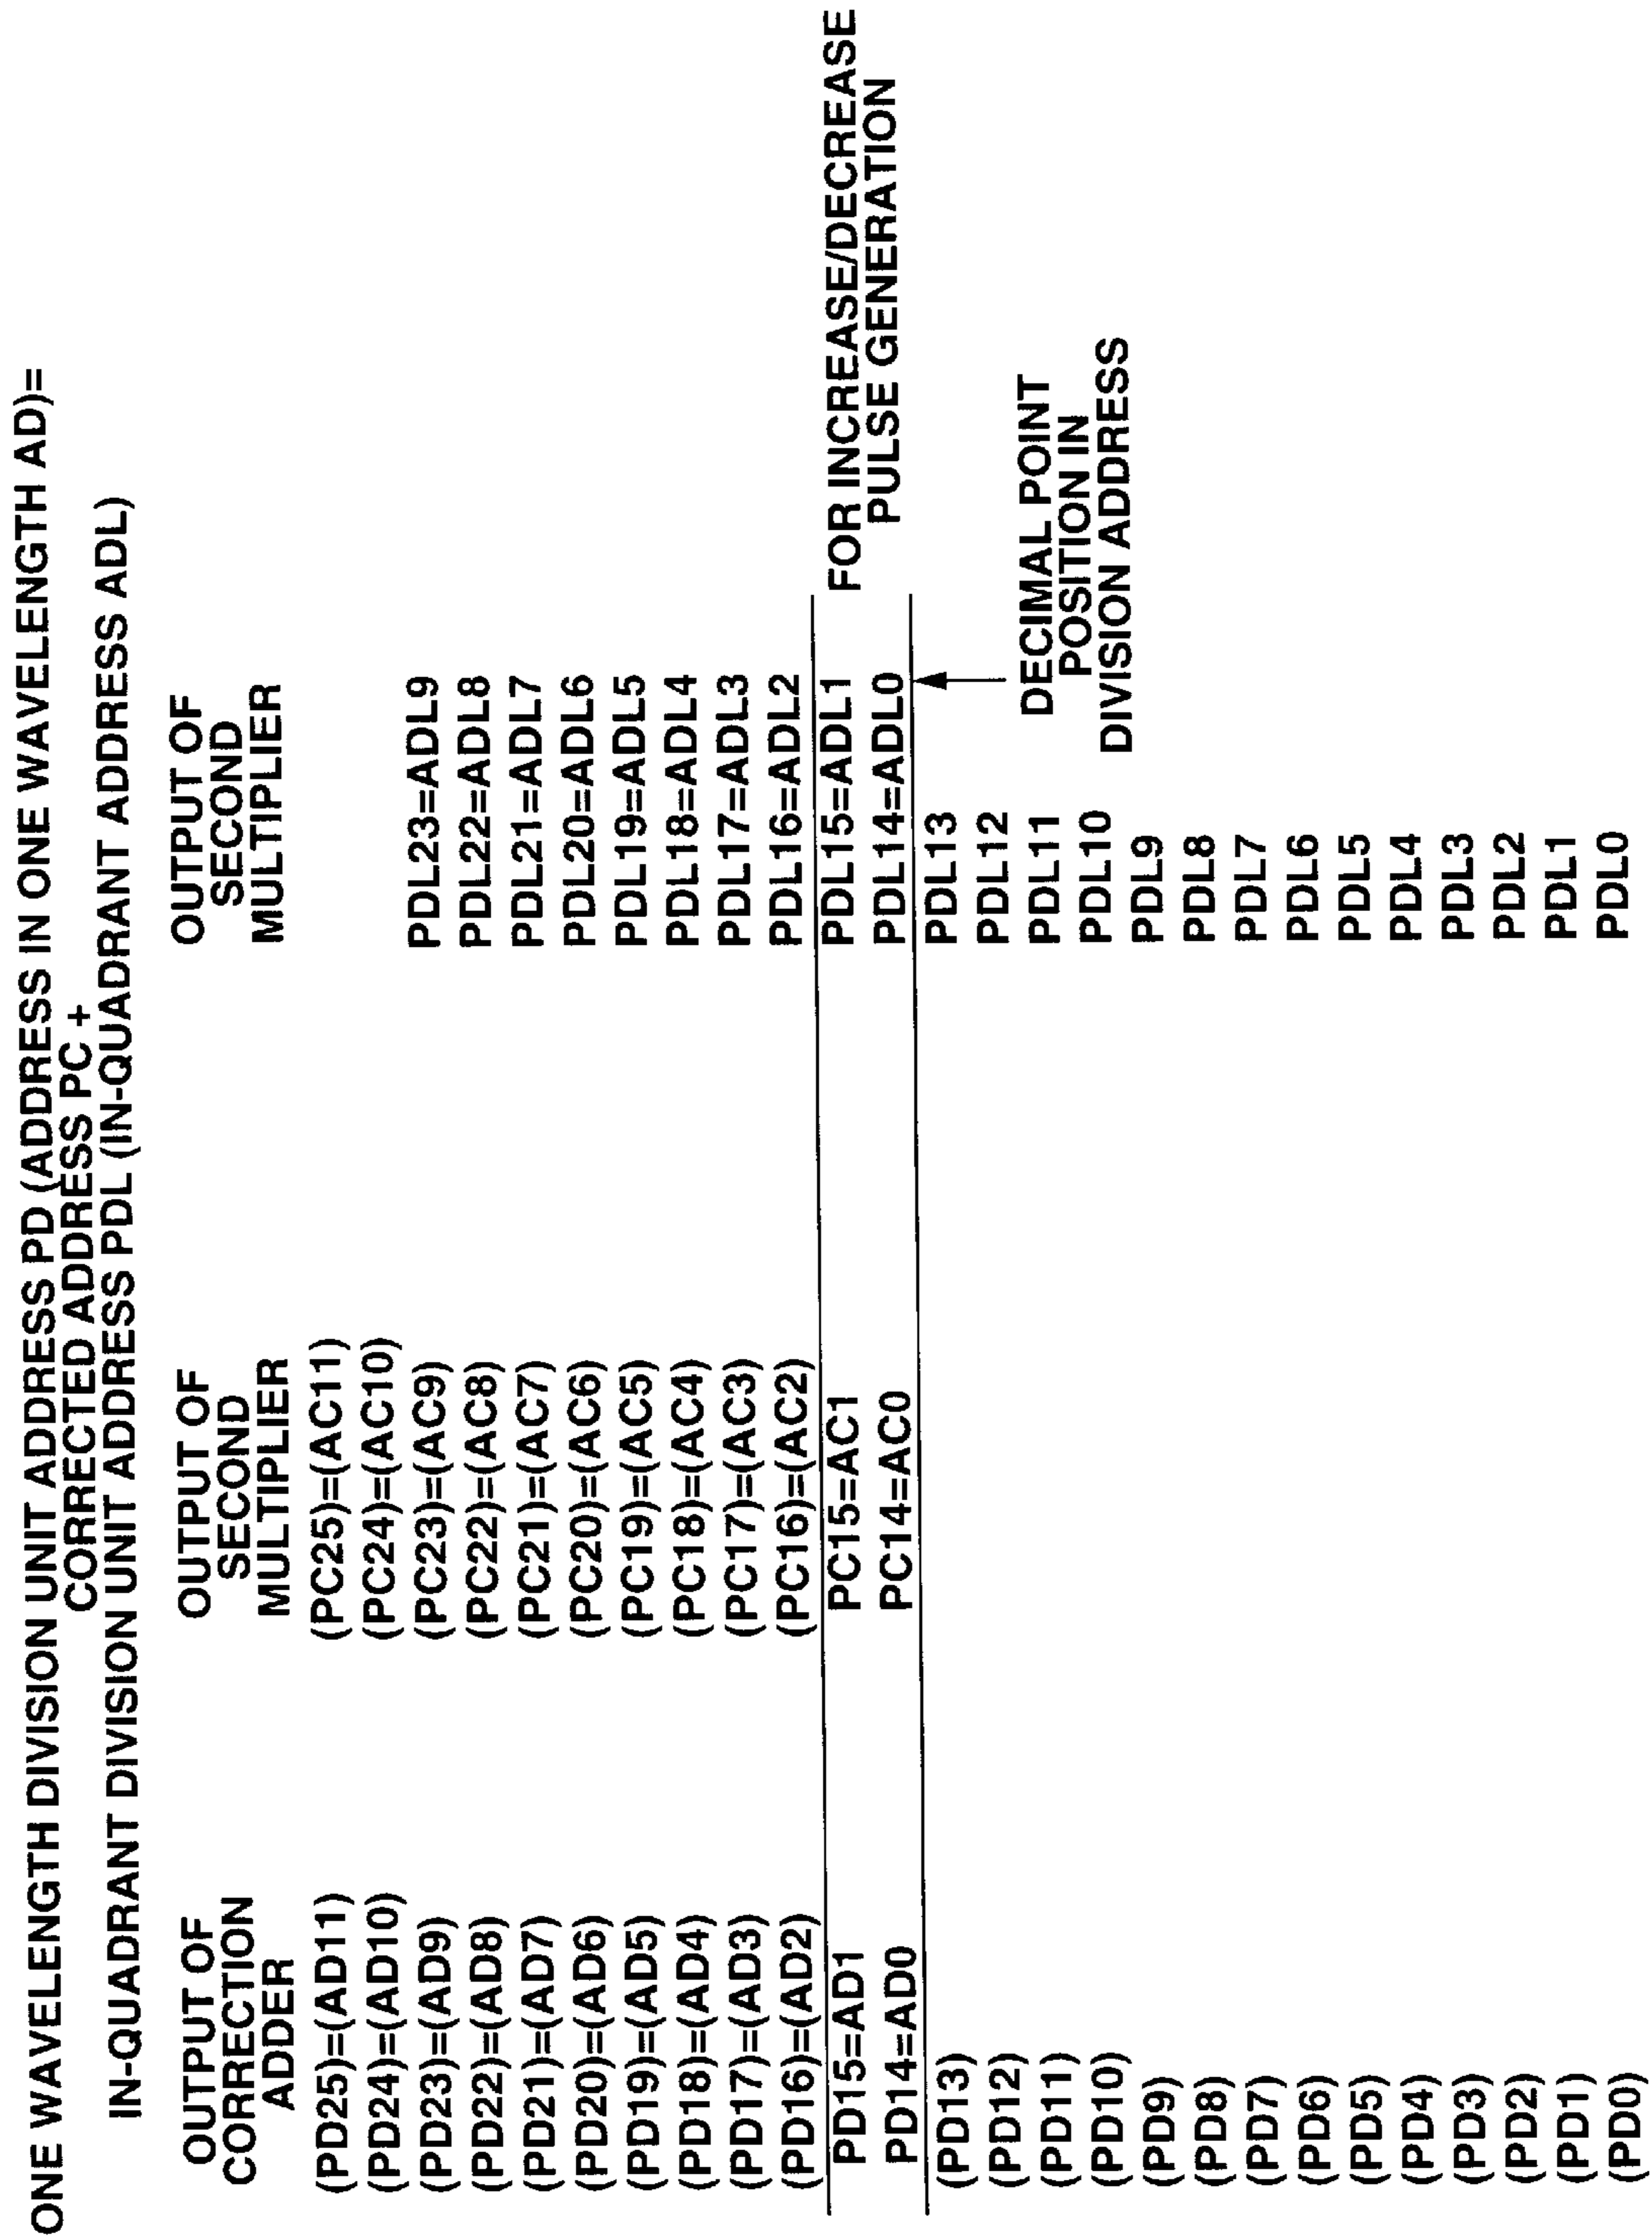 ONE WAVELENGTH DIVISION UNIT ADDRESS PD (ADDRESS IN ONE WAVELENGTH AD)=
CORRECTED ADDRESS PC +
IN-QUADRANT DIVISION UNIT ADDRESS PDL (IN-QUADRANT ADDRESS ADL)
OUTPUT OF
CORRECTION
ADDER
OUTPUT OF
SECOND
MULTIPLIER
OUTPUT OF
SECOND
MULTIPLIER
(PD25)=(AD11) (PC25)=(AC11)
(PD24)=(AD10) (PC24)=(AC10)
(PD23)=(AD9) (PC23)=(AC9) PDL23=ADL9
(PD22)=(AD8) (PC22)=(AC8) PDL22=ADL8
(PD21)=(AD7) (PC21)=(AC7) PDL21=ADL7
(PD20)=(AD6) (PC20)=(AC6) PDL20=ADL6
(PD19)=(AD5) (PC19)=(AC5) PDL19=ADL5
(PD18)=(AD4) (PC18)=(AC4) PDL18=ADL4
(PD17)=(AD3) (PC17)=(AC3) PDL17=ADL3
(PD16)=(AD2) (PC16)=(AC2) PDL16=ADL2
PD15=AD1 PC15=AC1 PDL15=ADL1
PD14=AD0 PC14=AC0 PDL14=ADL0
FOR INCREASE/DECREASE
PULSE GENERATION
(PD13) PDL13
(PD12) PDL12
(PD11) PDL11
(PD10) PDL10
(PD9) PDL9
(PD8) PDL8
(PD7) PDL7
(PD6) PDL6
(PD5) PDL5
(PD4) PDL4
(PD3) PDL3
(PD2) PDL2
(PD1) PDL1
(PD0) PDL0
DECIMAL POINT
POSITION IN
DIVISION ADDRESS